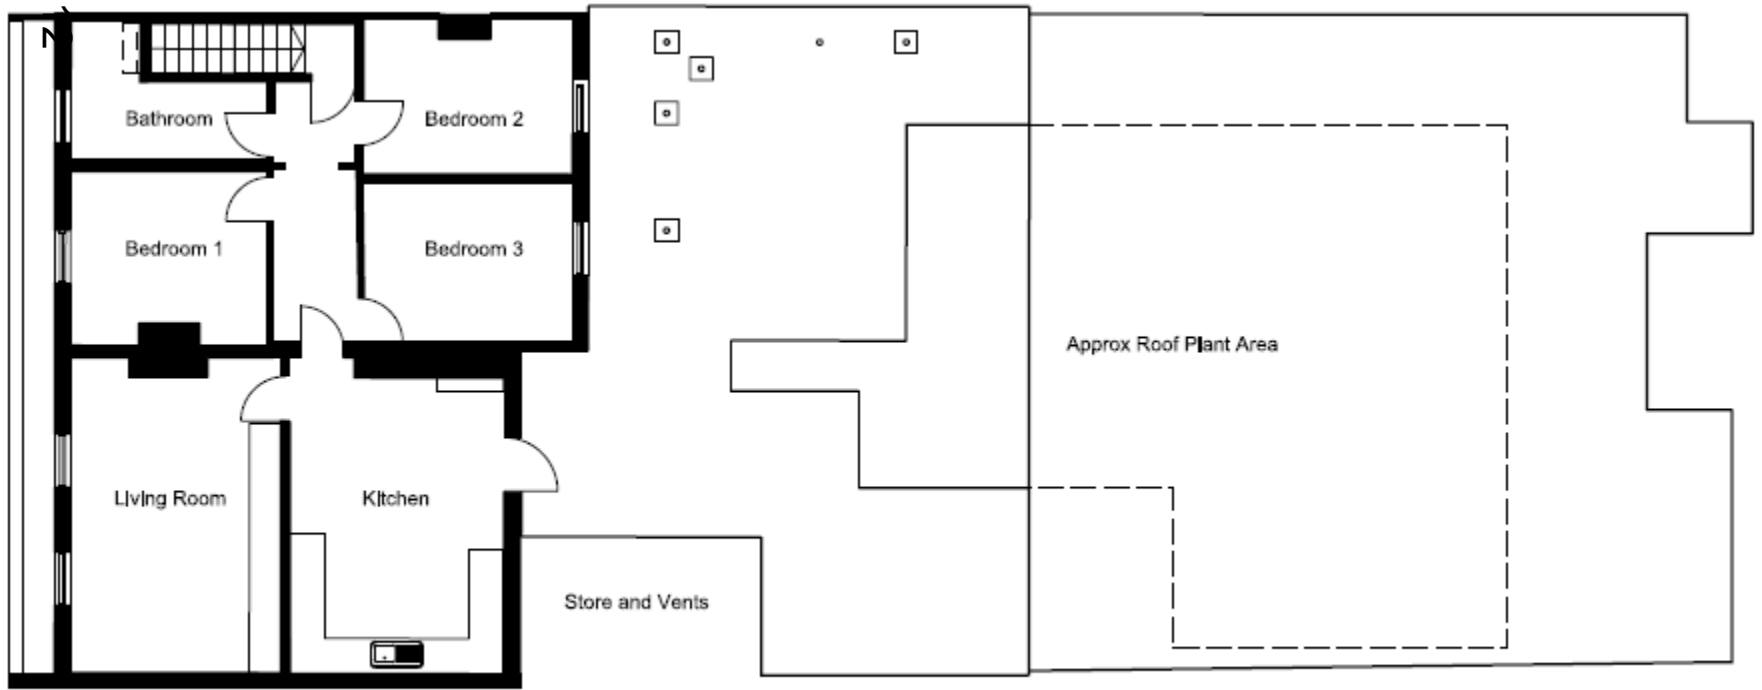 N
Bathroom
Bedroom 2
Bedroom 1
Bedroom 3
Approx Roof Plant Area
Living Room
Kitchen
Store and Vents